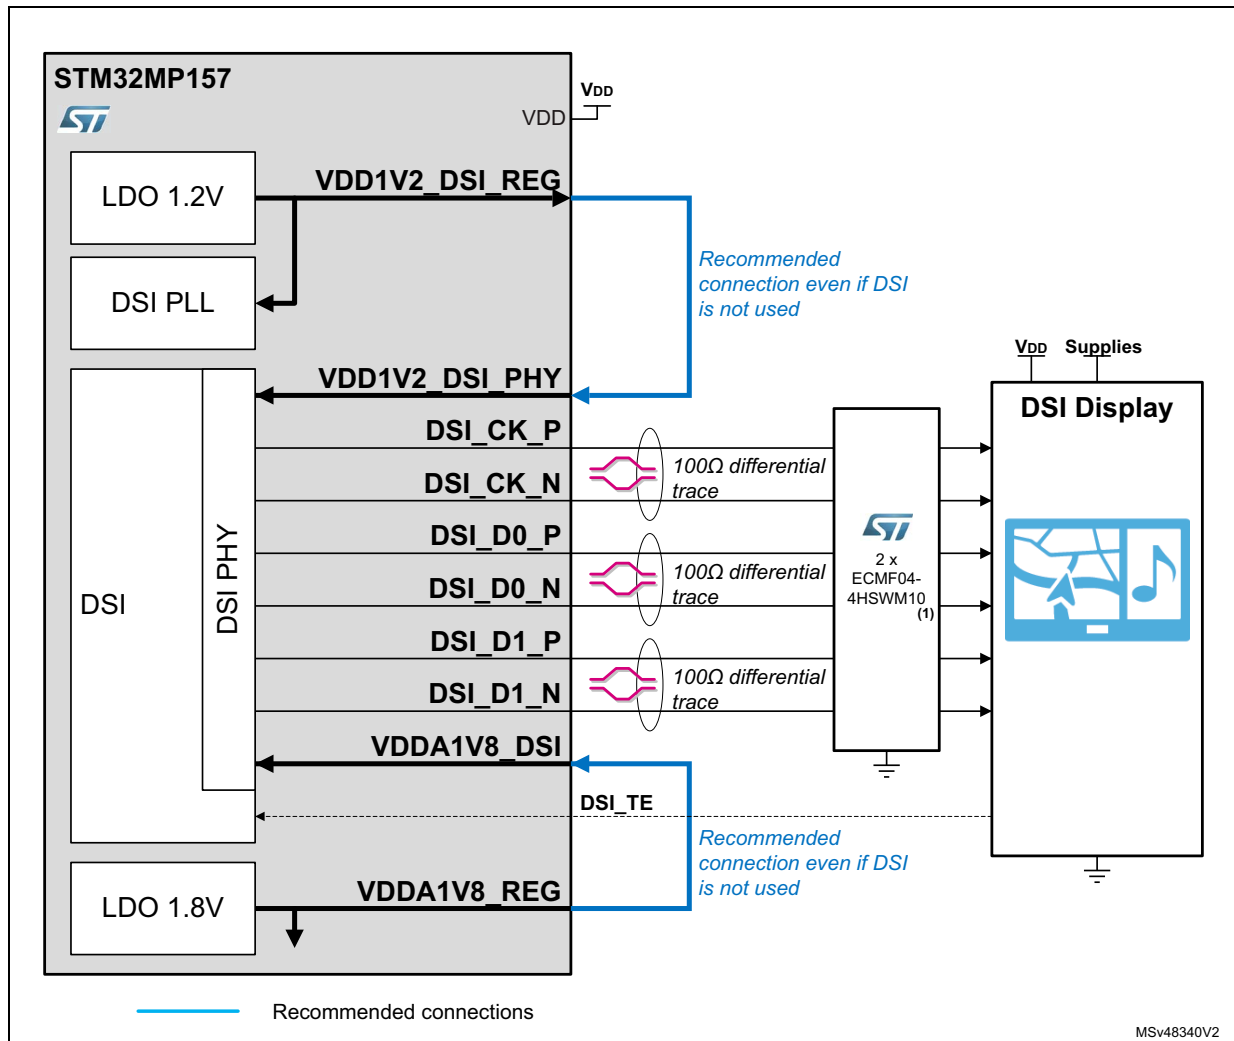 STM32MP157
ST
VDD
VDD
LDO 1.2V
VDD1V2_DSI_REG
DSI PLL
Recommended
connection even if DSI
is not used
VDD1V2_DSI_PHY
DSI_CK_P
DSI_CK_N
100Ω differential
trace
DSI_D0_P
DSI_D0_N
100Ω differential
trace
DSI_D1_P
DSI_D1_N
100Ω differential
trace
DSI
DSI PHY
VDDA1V8_DSI
DSI_TE
Recommended
connection even if DSI
is not used
LDO 1.8V
VDDA1V8_REG
ST
2 x
ECMF04-
4HSWM10
(1)
VDD Supplies
DSI Display
Recommended connections
MSv48340V2